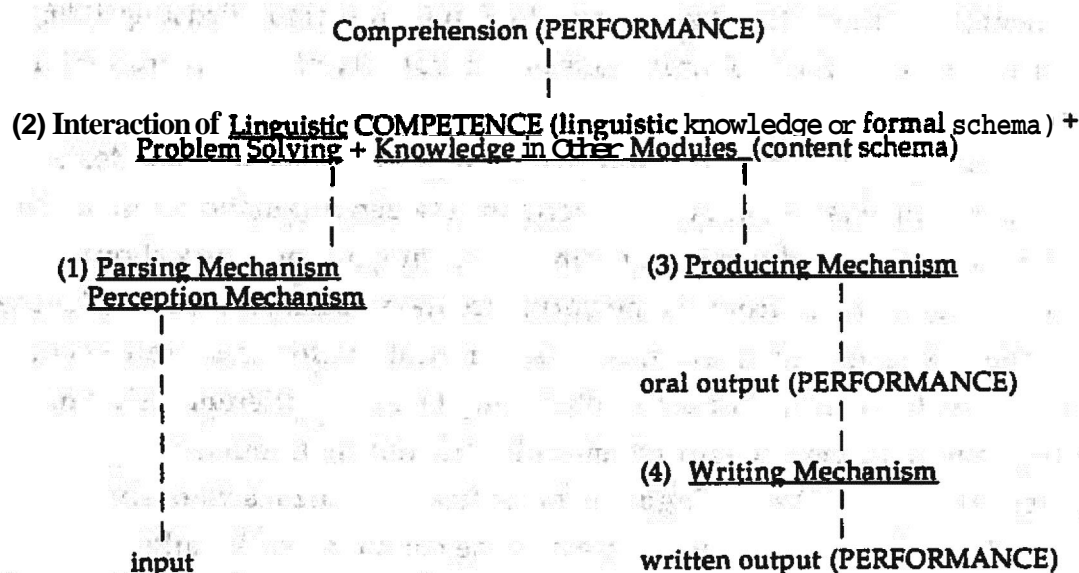 Comprehension (PERFORMANCE)
(2) Interaction of Linguistic COMPETENCE (linguistic knowledge or formal schema) +
Problem Solving + Knowledge in Other Modules (content schema)
(1) Parsing Mechanism
Perception Mechanism
(3) Producing Mechanism
oral output (PERFORMANCE)
(4) Writing Mechanism
input
written output (PERFORMANCE)